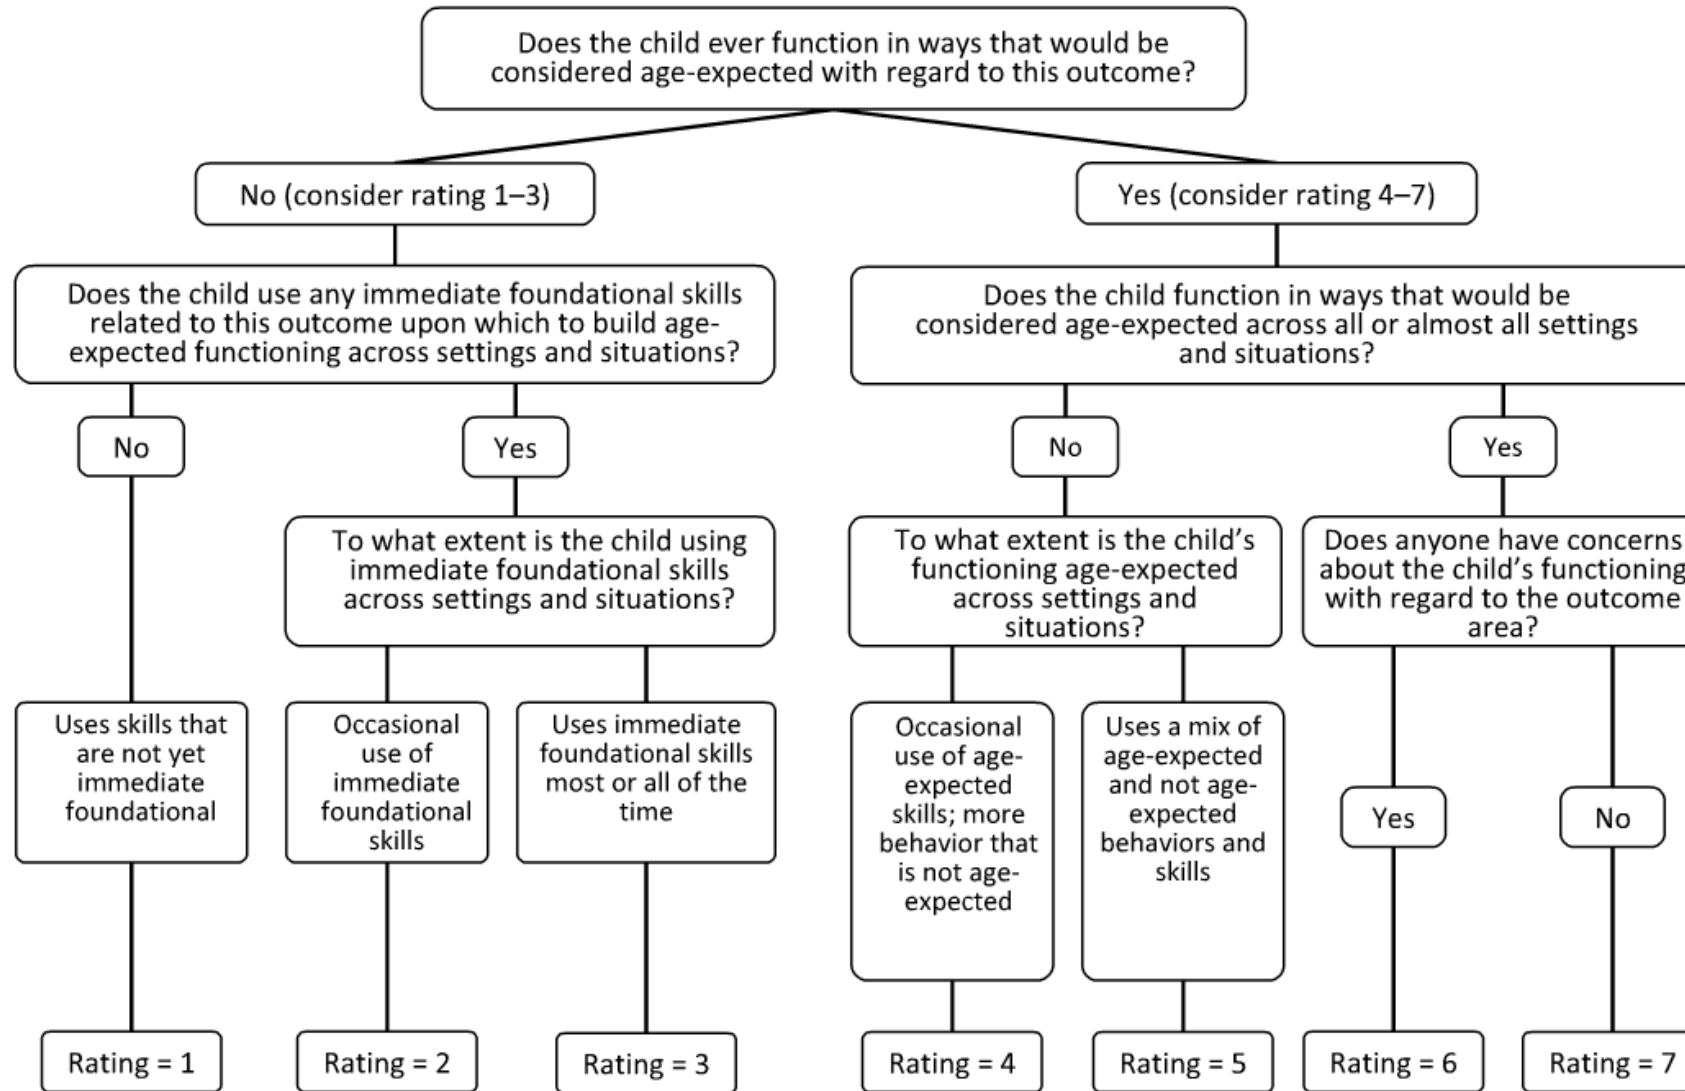 Does the child ever function in ways that would be
considered age-expected with regard to this outcome?
No (consider rating 1–3)
Yes (consider rating 4–7)
Does the child use any immediate foundational skills
related to this outcome upon which to build age-
expected functioning across settings and situations?
Does the child function in ways that would be
considered age-expected across all or almost all settings
and situations?
No
Yes
No
Yes
To what extent is the child using
immediate foundational skills
across settings and situations?
To what extent is the child’s
functioning age-expected
across settings and
situations?
Does anyone have concerns
about the child’s functioning
with regard to the outcome
area?
Uses skills that
are not yet
immediate
foundational
Occasional
use of
immediate
foundational
skills
Uses immediate
foundational skills
most or all of the
time
Occasional
use of age-
expected
skills; more
behavior that
is not age-
expected
Uses a mix of
age-expected
and not age-
expected
behaviors and
skills
Yes
No
Rating = 1
Rating = 2
Rating = 3
Rating = 4
Rating = 5
Rating = 6
Rating = 7